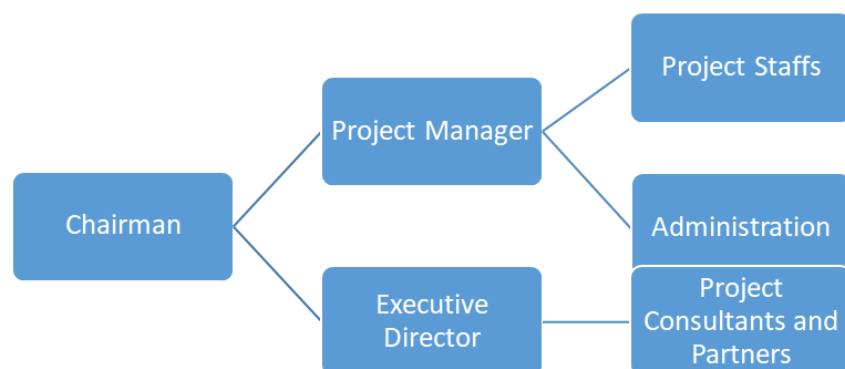 Project Staffs
Project Manager
Chairman
Administration
Executive
Director
Project
Consultants and
Partners